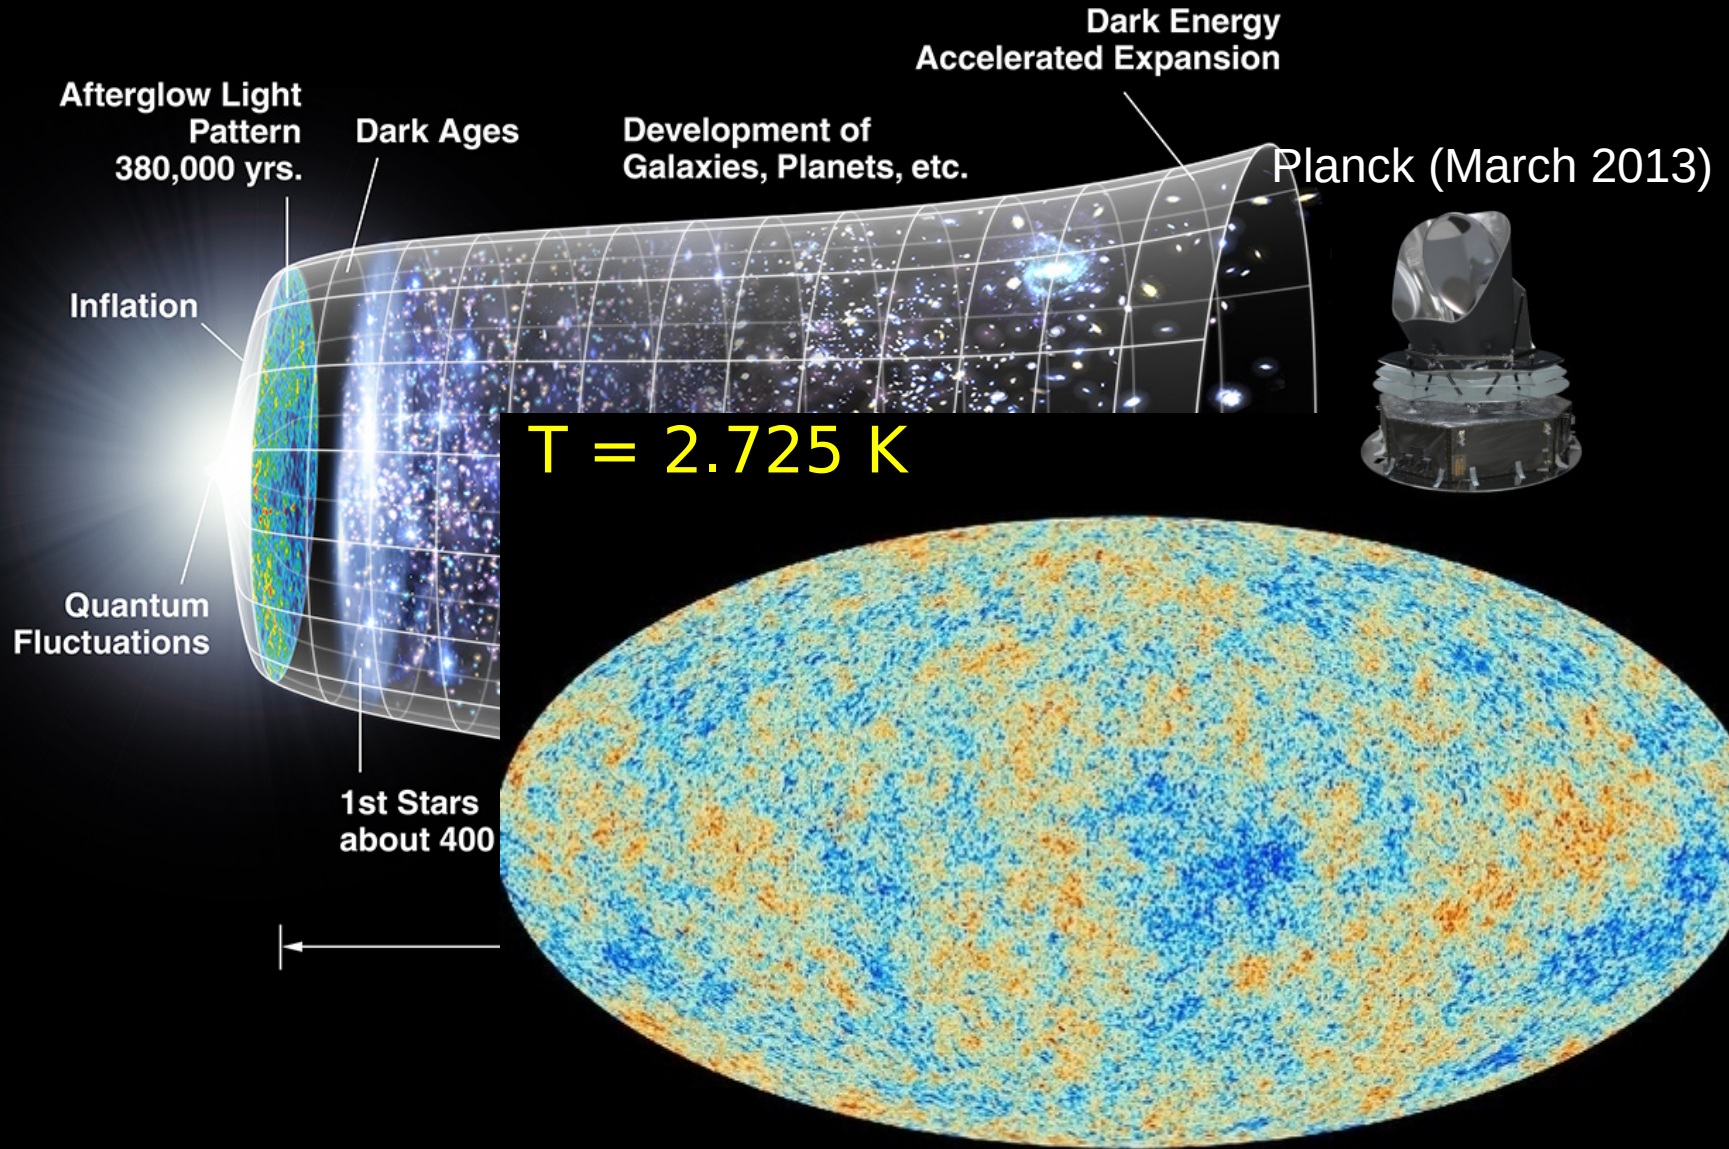 Dark Energy
Accelerated Expansion
Afterglow Light
Pattern
380,000 yrs.
Dark Ages
Development of
Galaxies, Planets, etc.
Planck (March 2013)
Inflation
T = 2.725 K
Quantum
Fluctuations
1st Stars
about 400